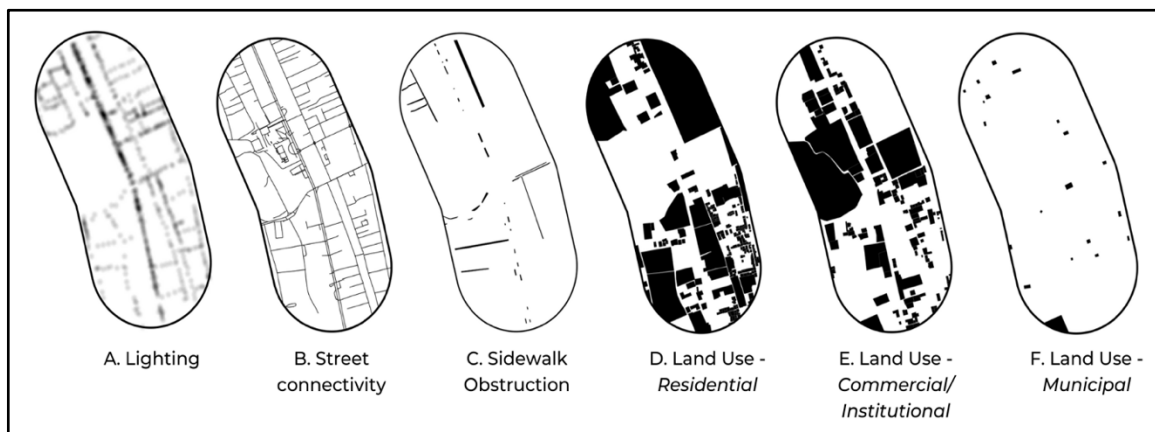 A. Lighting
B. Street
connectivity
C. Sidewalk
Obstruction
D. Land Use -
Residential
E. Land Use -
Commercial/
Institutional
F. Land Use -
Municipal